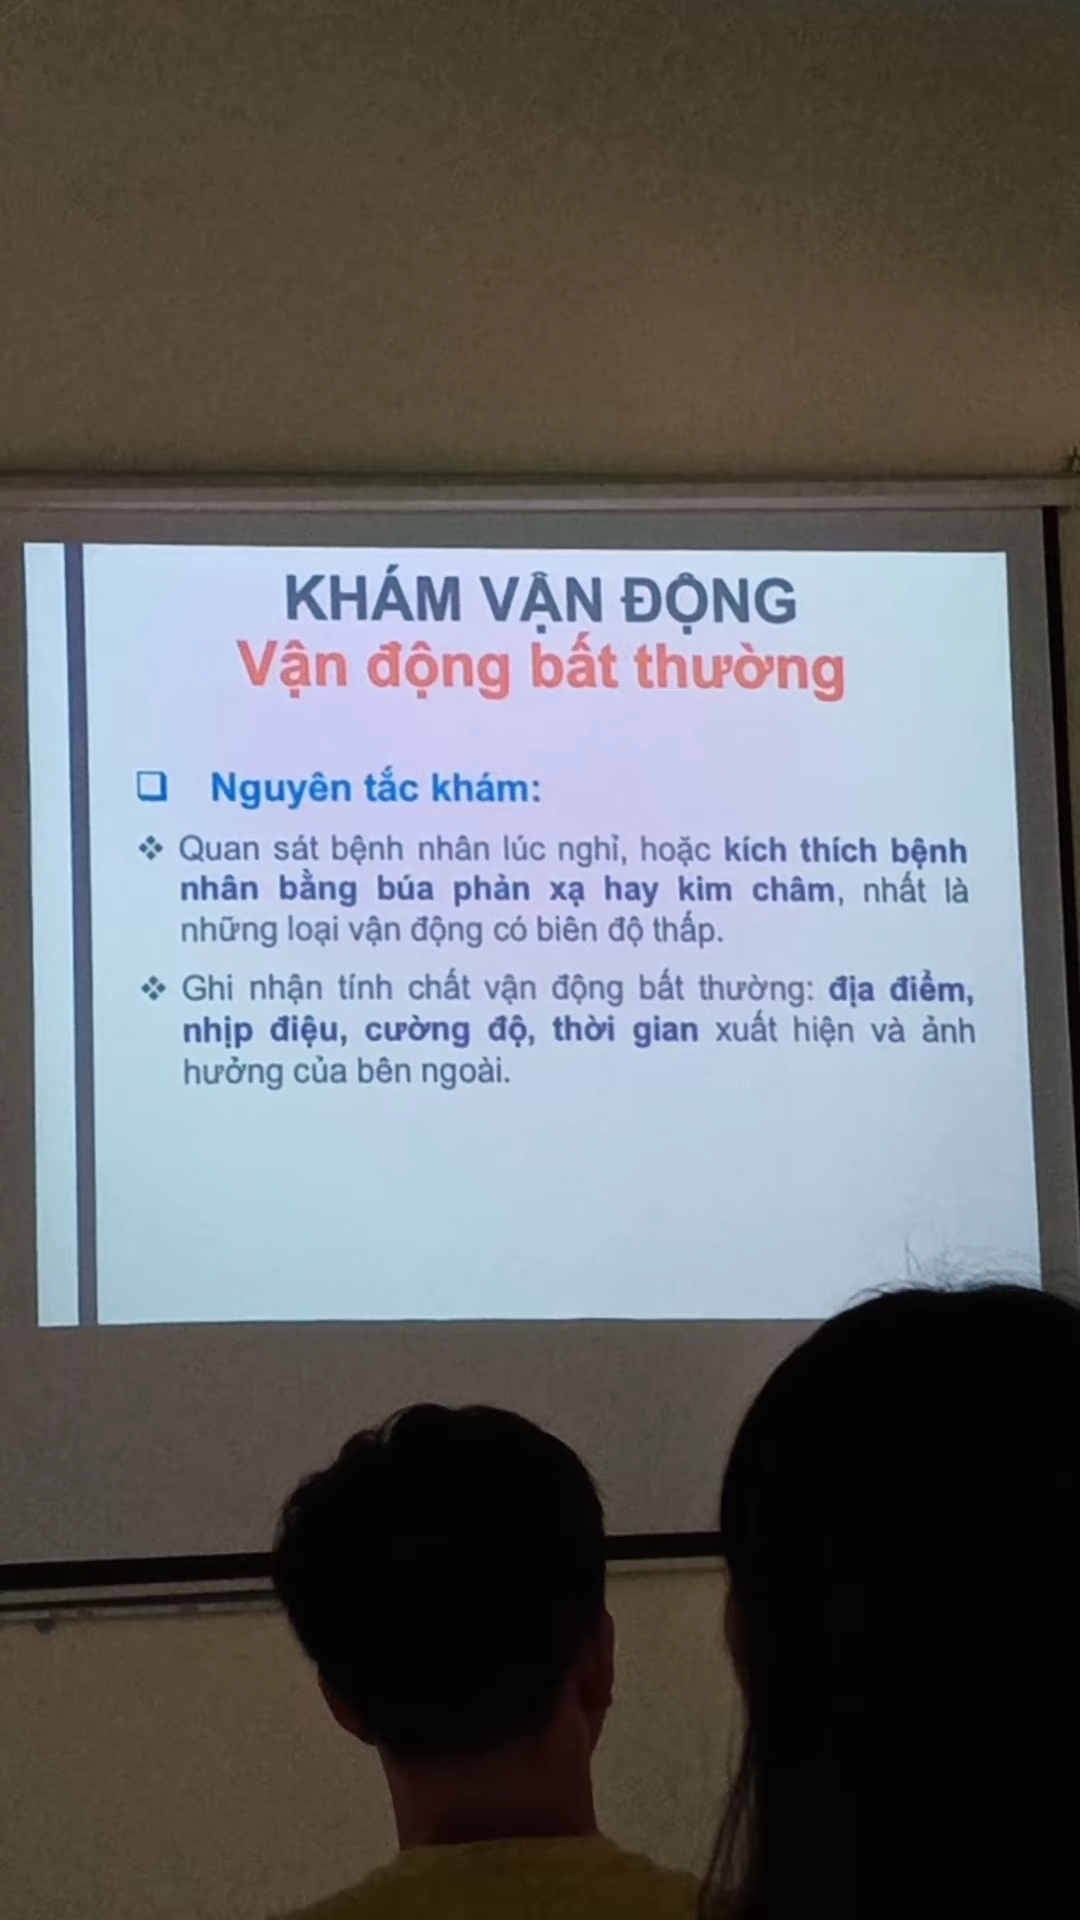 KHÁM VẬN ĐỘNG
Vận động bất thường
Nguyên tắc khám:
Quan sát bệnh nhân lúc nghỉ, hoặc kích thích bệnh
nhân bằng búa phản xạ hay kim châm, nhất là
những loại vận động có biên độ thấp.
Ghi nhận tính chất vận động bất thường: địa điểm,
nhịp điệu, cường độ, thời gian xuất hiện và ảnh
hưởng của bên ngoài.